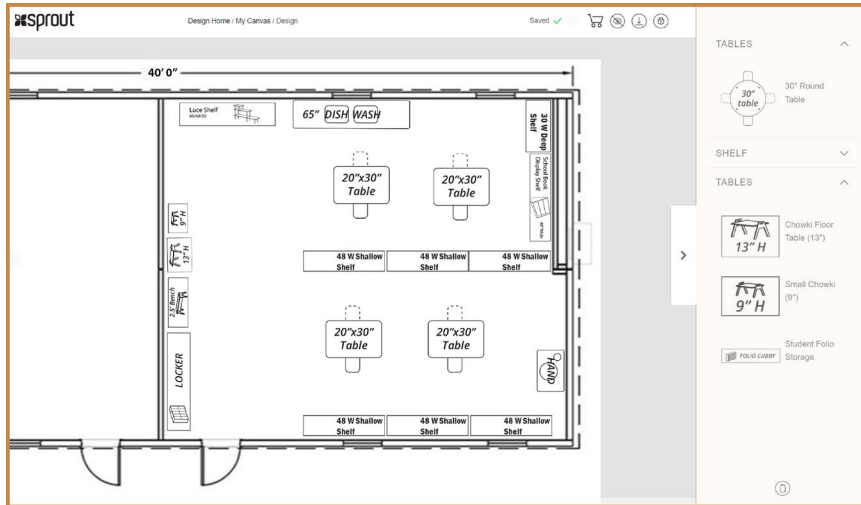 sprout
Design Home / My Canvas / Design
Saved
40' 0"
Luce Shelf
65" DISH WASH
30 W Deep
Shelf
School Book
Display Shelf
48 Wide
20"x30"
Table
20"x30"
Table
9" H
13" H
2.5' Bench
LOCKER
48 W Shallow
Shelf
48 W Shallow
Shelf
48 W Shallow
Shelf
20"x30"
Table
20"x30"
Table
HAND
48 W Shallow
Shelf
48 W Shallow
Shelf
48 W Shallow
Shelf
TABLES
30"
table
30" Round
Table
SHELF
TABLES
13" H
Chowki Floor
Table (13")
9" H
Small Chowki
(9")
FOLIO CUBBY
Student Folio
Storage